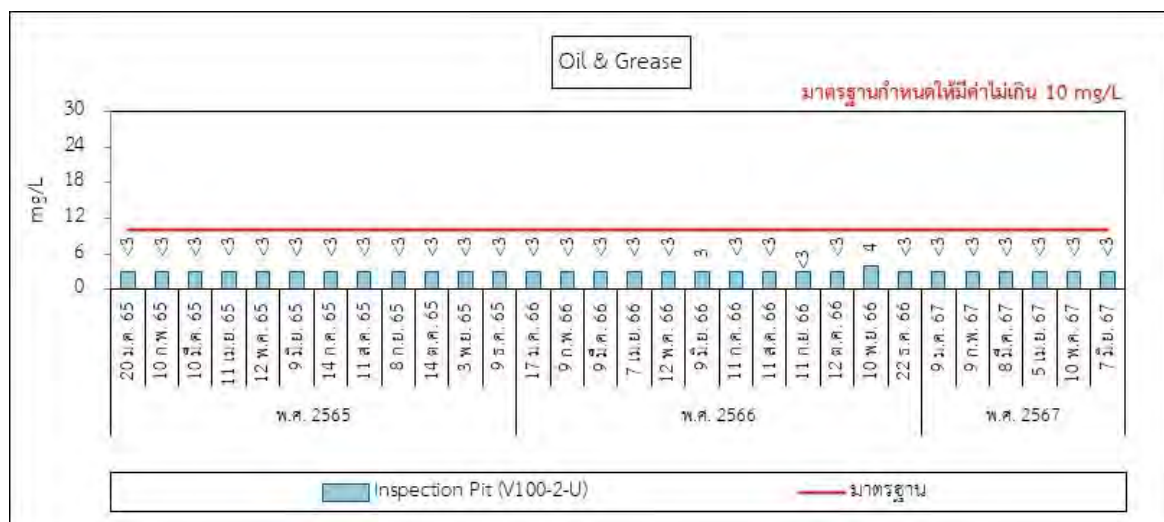 Oil & Grease
มาตรฐานกำหนดให้มีค่าไม่เกิน 10 mg/L
mg/L
30
24
18
12
6
0
<3 <3 <3 <3 <3 <3 <3 <3 <3 <3 <3 <3 <3 <3 <3 <3 <3 3 <3 <3 <3 <3 4 <3 <3 <3 <3 <3 <3 <3
20 ม.ค. 65
10 ก.พ. 65
10 มี.ค. 65
11 เม.ย. 65
12 พ.ค. 65
9 มิ.ย. 65
14 ก.ค. 65
11 ส.ค. 65
8 ก.ย. 65
14 ต.ค. 65
3 พ.ย. 65
9 ธ.ค. 65
17 ม.ค. 66
9 ก.พ. 66
9 มี.ค. 66
7 เม.ย. 66
12 พ.ค. 66
9 มิ.ย. 66
11 ก.ค. 66
11 ส.ค. 66
11 ก.ย. 66
12 ต.ค. 66
10 พ.ย. 66
22 ธ.ค. 66
9 ม.ค. 67
9 ก.พ. 67
8 มี.ค. 67
5 เม.ย. 67
10 พ.ค. 67
7 มิ.ย. 67
พ.ศ. 2565 พ.ศ. 2566 พ.ศ. 2567
Inspection Pit (V100-2-U) มาตรฐาน